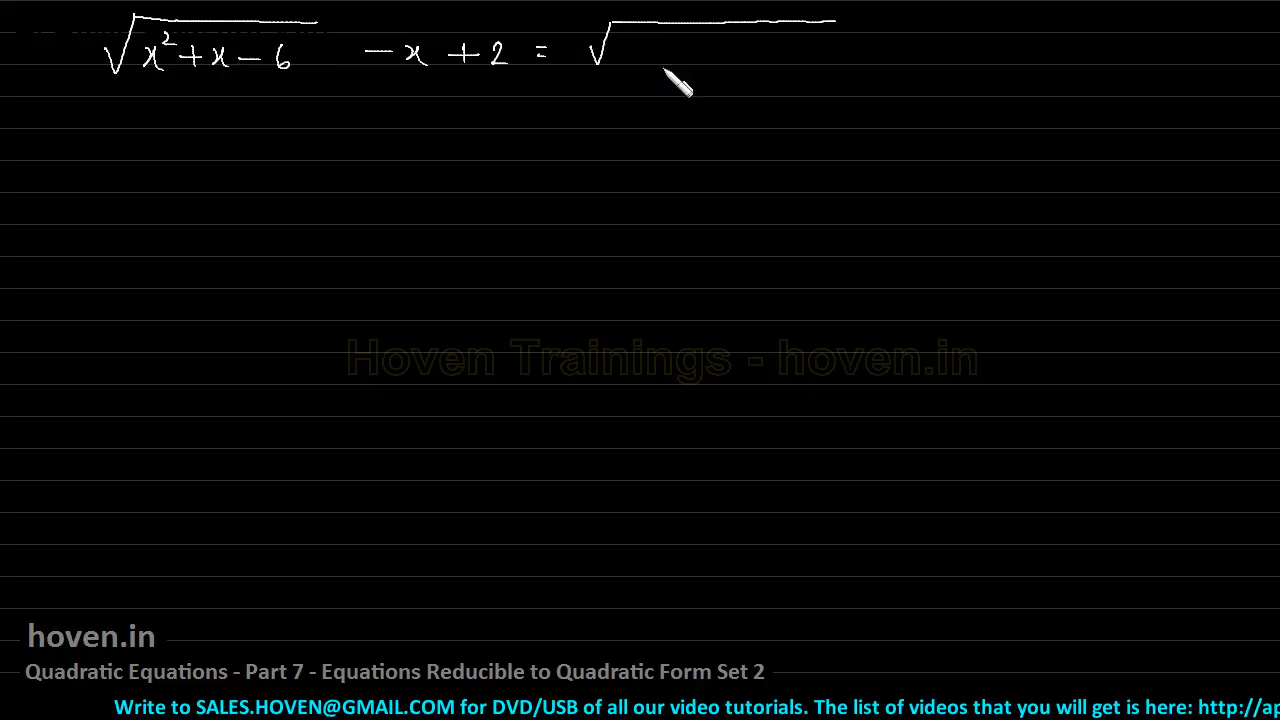 √(x²+x-6) -x+2 = √
Hoven Trainings - hoven.in
hoven.in
Quadratic Equations - Part 7 - Equations Reducible to Quadratic Form Set 2
Write to SALES.HOVEN@GMAIL.COM for DVD/USB of all our video tutorials. The list of videos that you will get is here: http://ap